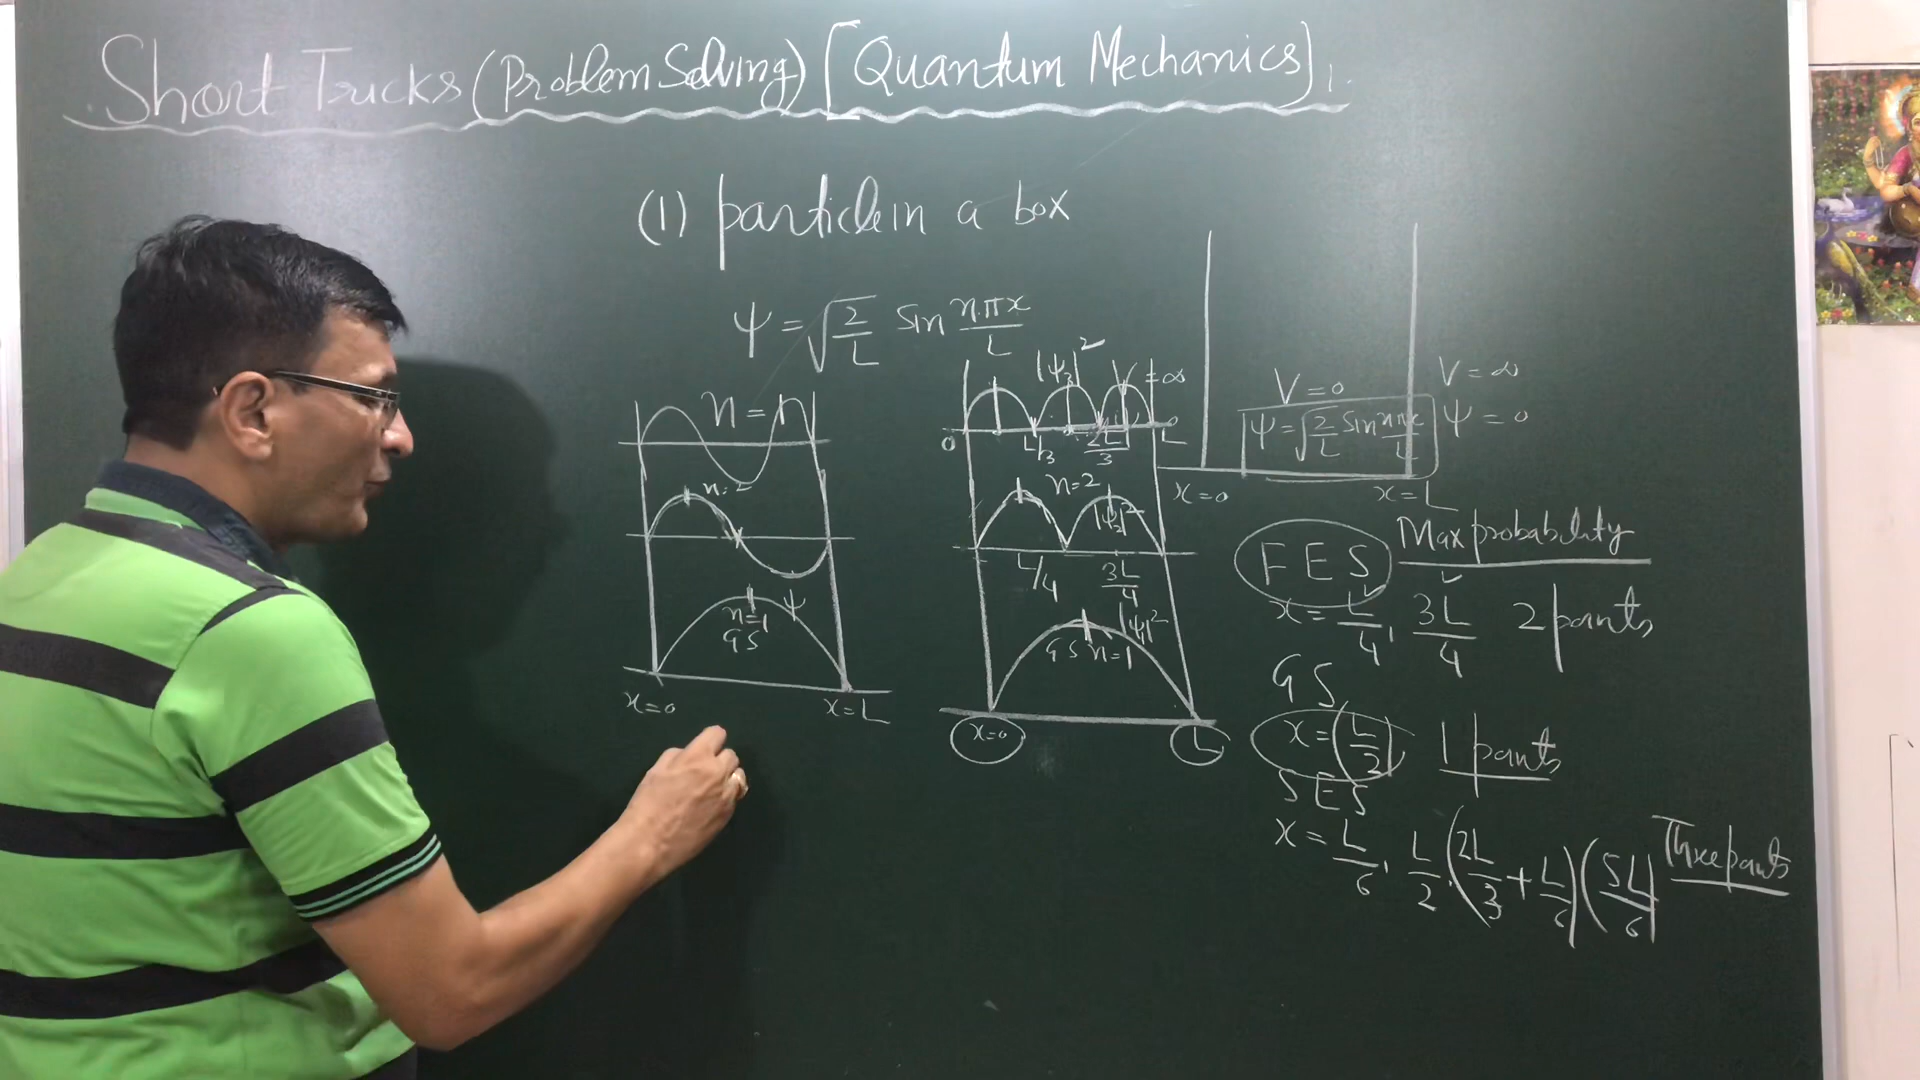 Short Tricks (Problem Solving) [Quantum Mechanics]
(1) particle in a box
ψ = √(2/L) sin nπx/L
n =
n=2
ψ
n=1
GS
x=0 x=L
|ψ₃|² V = ∞
0 L/3 2L/3 L
n=2
|ψ₂|²
L/4 3L/4
|ψ₁|²
GS n=1
x=0 L
V=0 V=∞
ψ=√(2/L) sin nπx/L ψ=0
x=0 x=L
FES Max probability
x = L/4, 3L/4 2 points
GS
x=(L/2) 1 points
SES
x = L/6, L/2, (2L/3 + L/6) (5L/6) Three points